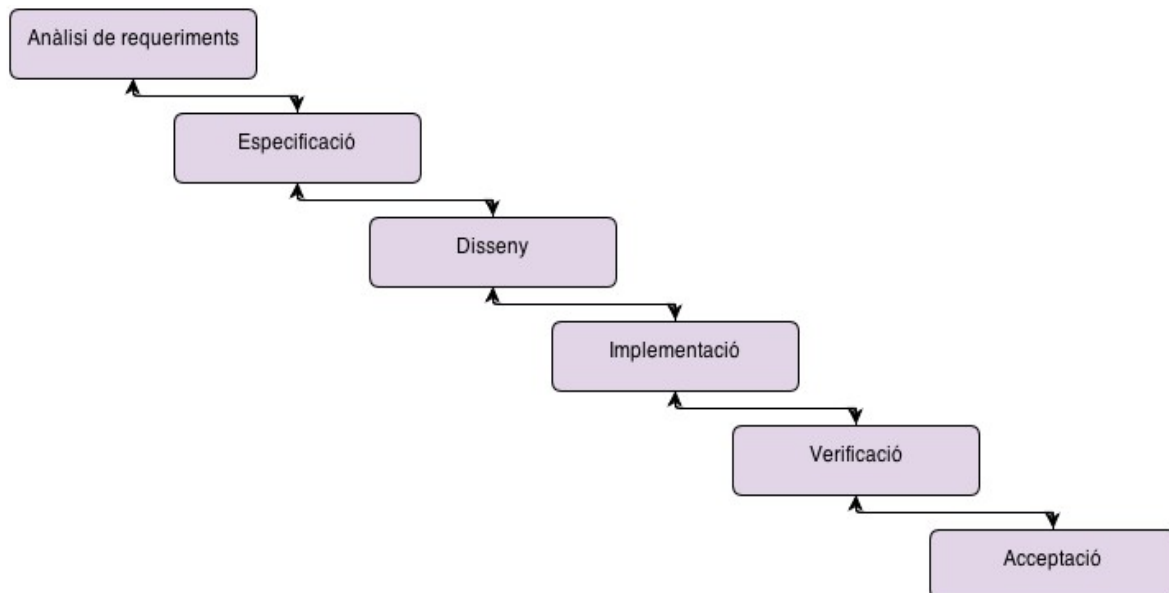 Anàlisi de requeriments
Especificació
Disseny
Implementació
Verificació
Acceptació